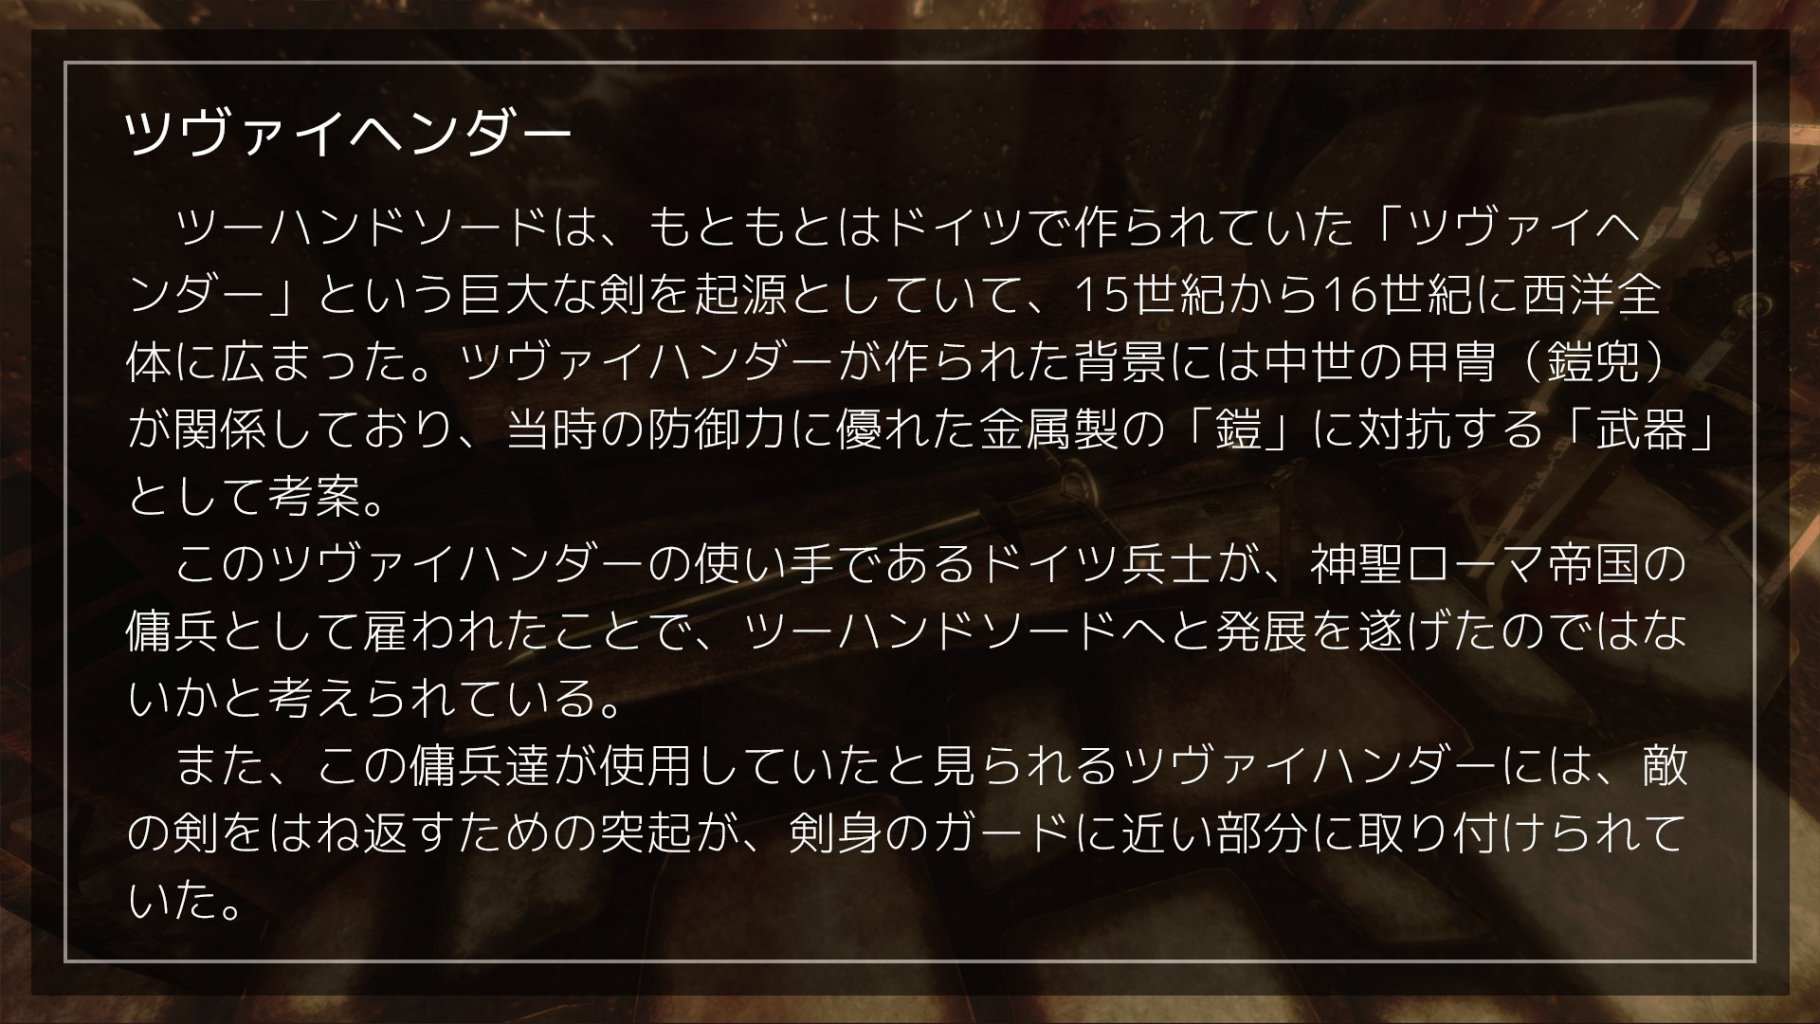 ツヴァイヘンダー
　ツーハンドソードは、もともとはドイツで作られていた「ツヴァイヘ
ンダー」という巨大な剣を起源としていて、15世紀から16世紀に西洋全
体に広まった。ツヴァイハンダーが作られた背景には中世の甲冑（鎧兜）
が関係しており、当時の防御力に優れた金属製の「鎧」に対抗する「武器」
として考案。
　このツヴァイハンダーの使い手であるドイツ兵士が、神聖ローマ帝国の
傭兵として雇われたことで、ツーハンドソードへと発展を遂げたのではな
いかと考えられている。
　また、この傭兵達が使用していたと見られるツヴァイハンダーには、敵
の剣をはね返すための突起が、剣身のガードに近い部分に取り付けられて
いた。